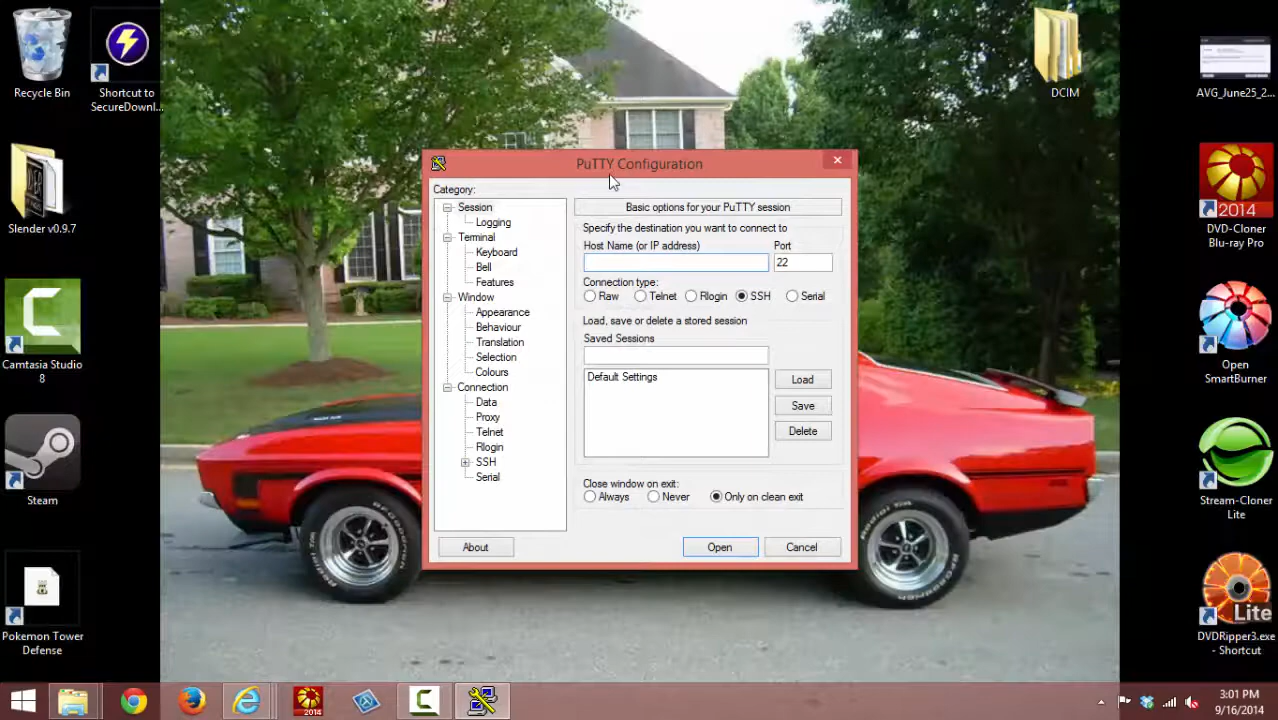 Recycle Bin
Shortcut to
SecureDownl...
Slender v0.9.7
Camtasia Studio
8
Steam
Pokemon Tower
Defense
DCIM
AVG_June25_2...
2014
DVD-Cloner
Blu-ray Pro
Open
SmartBurner
Stream-Cloner
Lite
Lite
DVDRipper3.exe
- Shortcut
PuTTY Configuration
Category:
Session
Logging
Terminal
Keyboard
Bell
Features
Window
Appearance
Behaviour
Translation
Selection
Colours
Connection
Data
Proxy
Telnet
Rlogin
SSH
Serial
Basic options for your PuTTY session
Specify the destination you want to connect to
Host Name (or IP address) Port
22
Connection type:
Raw Telnet Rlogin SSH Serial
Load, save or delete a stored session
Saved Sessions
Default Settings
Load
Save
Delete
Close window on exit:
Always Never Only on clean exit
About Open Cancel
2014
3:01 PM
9/16/2014